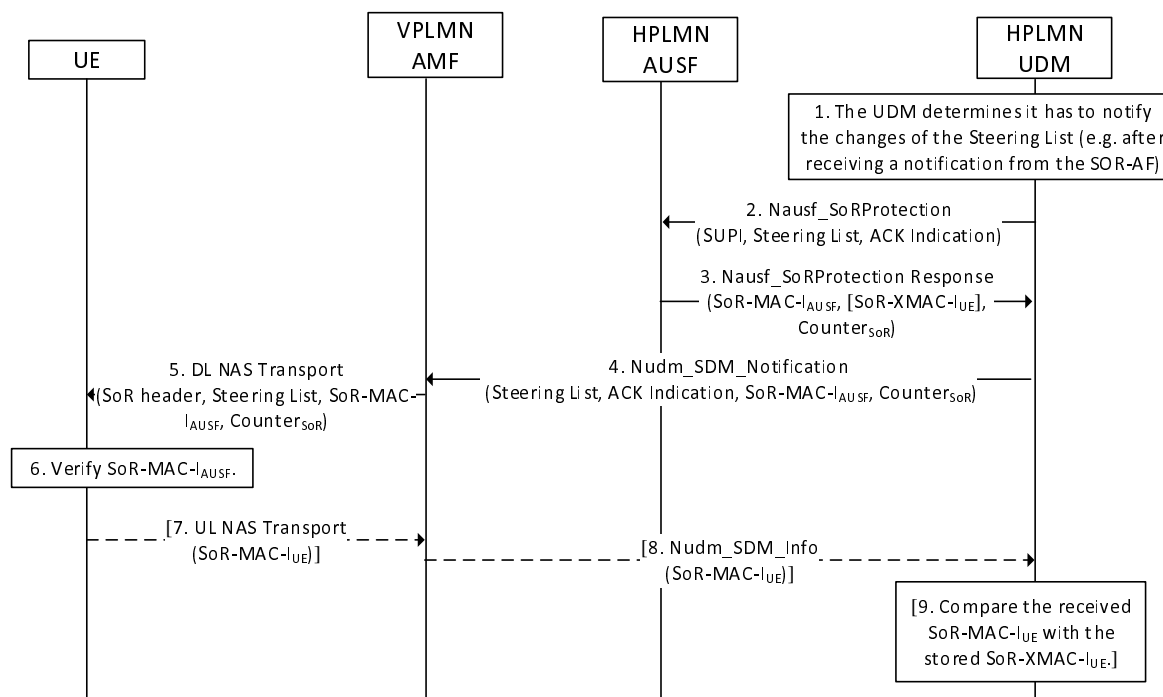 UE
VPLMN
AMF
HPLMN
AUSF
HPLMN
UDM
1. The UDM determines it has to notify
the changes of the Steering List (e.g. after
receiving a notification from the SOR-AF)
2. Nausf_SoRProtection
(SUPI, Steering List, ACK Indication)
3. Nausf_SoRProtection Response
(SoR-MAC-IAUSF, [SoR-XMAC-IUE],
CounterSoR)
4. Nudm_SDM_Notification
(Steering List, ACK Indication, SoR-MAC-IAUSF, CounterSoR)
5. DL NAS Transport
(SoR header, Steering List, SoR-MAC-
IAUSF, CounterSoR)
6. Verify SoR-MAC-IAUSF.
[7. UL NAS Transport
(SoR-MAC-IUE)]
[8. Nudm_SDM_Info
(SoR-MAC-IUE)]
[9. Compare the received
SoR-MAC-IUE with the
stored SoR-XMAC-IUE.]